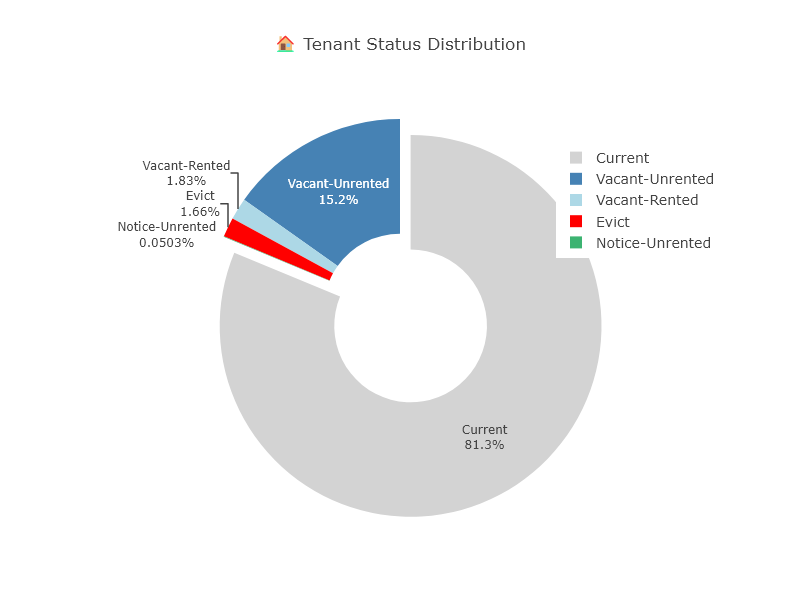 🏠 Tenant Status Distribution
Vacant-Rented
1.83%
Evict
1.66%
Notice-Unrented
0.0503%
Vacant-Unrented
15.2%
Current
81.3%
Current
Vacant-Unrented
Vacant-Rented
Evict
Notice-Unrented